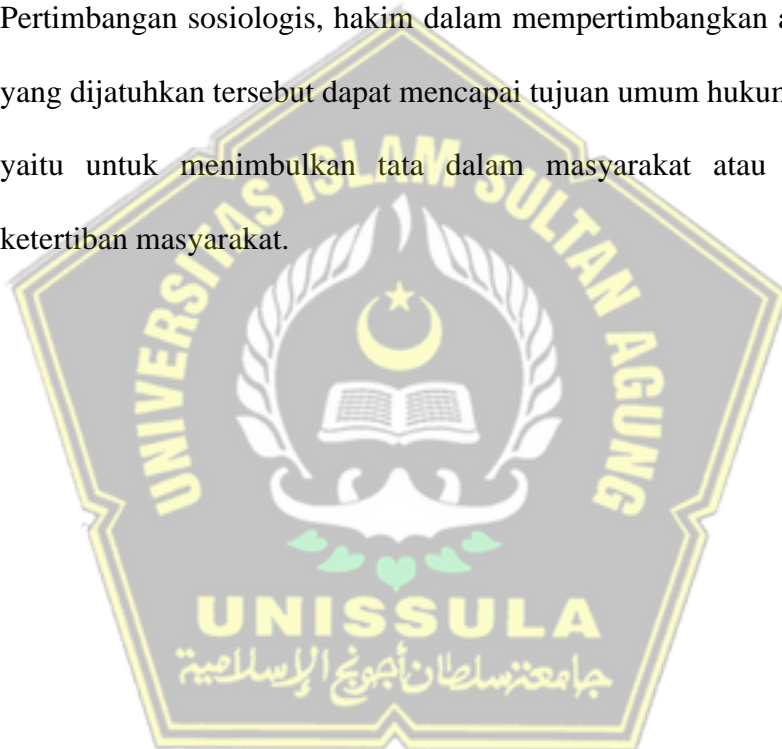 Pertimbangan sosiologis, hakim dalam mempertimbangkan a
yang dijatuhkan tersebut dapat mencapai tujuan umum hukum
yaitu untuk menimbulkan tata dalam masyarakat atau
ketertiban masyarakat.
UNIVERSITAS ISLAM SULTAN AGUNG
UNISSULA
جامعة سلطان أجونج الإسلامية